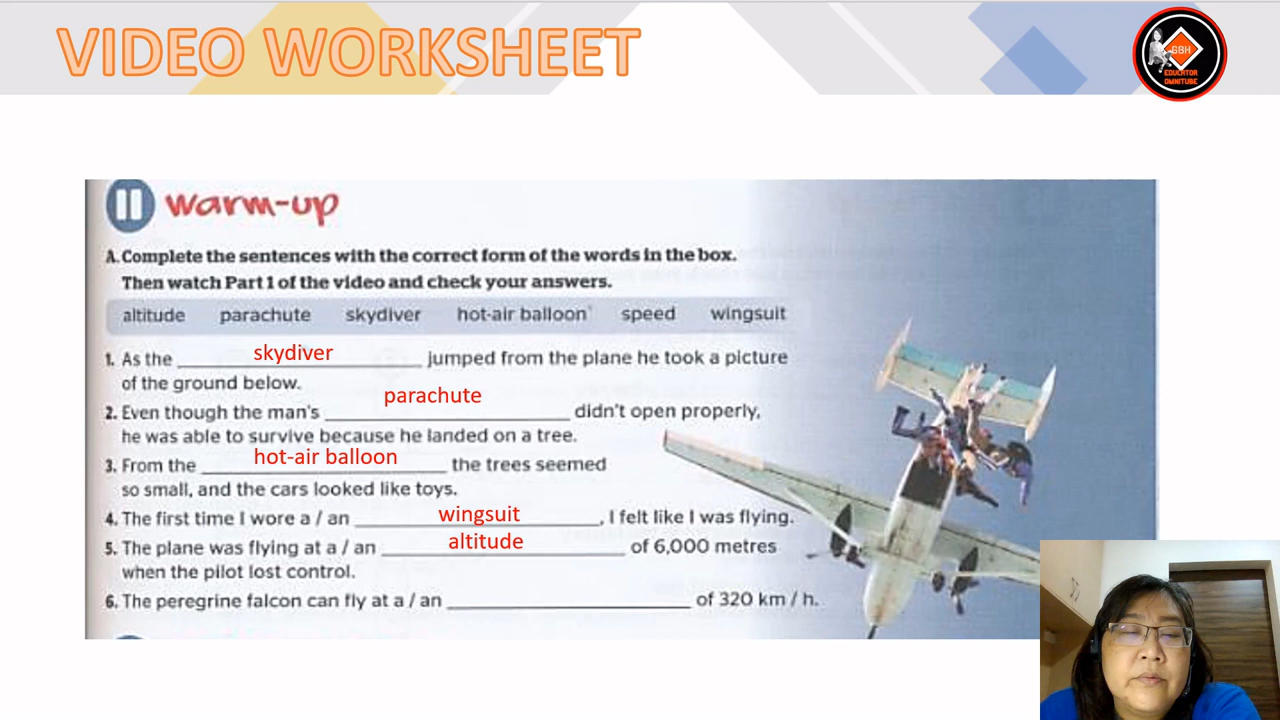 VIDEO WORKSHEET
GBH
EDUCATOR
OMNITUBE
warm-up
A. Complete the sentences with the correct form of the words in the box.
Then watch Part 1 of the video and check your answers.
altitude parachute skydiver hot-air balloon speed wingsuit
1. As the skydiver jumped from the plane he took a picture
of the ground below.
2. Even though the man's parachute didn't open properly,
he was able to survive because he landed on a tree.
3. From the hot-air balloon the trees seemed
so small, and the cars looked like toys.
4. The first time I wore a / an wingsuit, I felt like I was flying.
5. The plane was flying at a / an altitude of 6,000 metres
when the pilot lost control.
6. The peregrine falcon can fly at a / an ____ of 320 km / h.